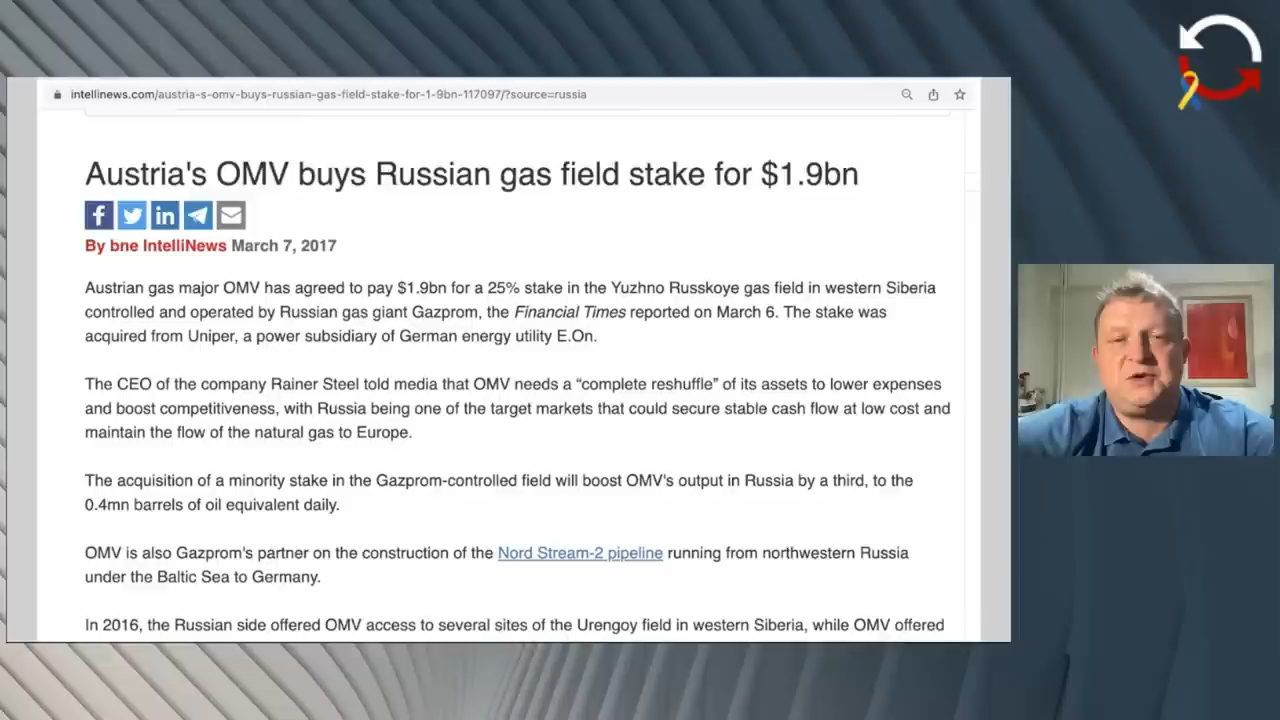 intellinews.com/austria-s-omv-buys-russian-gas-field-stake-for-1-9bn-117097/?source=russia
Austria's OMV buys Russian gas field stake for $1.9bn
By bne IntelliNews March 7, 2017
Austrian gas major OMV has agreed to pay $1.9bn for a 25% stake in the Yuzhno Russkoye gas field in western Siberia
controlled and operated by Russian gas giant Gazprom, the Financial Times reported on March 6. The stake was
acquired from Uniper, a power subsidiary of German energy utility E.On.
The CEO of the company Rainer Steel told media that OMV needs a “complete reshuffle” of its assets to lower expenses
and boost competitiveness, with Russia being one of the target markets that could secure stable cash flow at low cost and
maintain the flow of the natural gas to Europe.
The acquisition of a minority stake in the Gazprom-controlled field will boost OMV's output in Russia by a third, to the
0.4mn barrels of oil equivalent daily.
OMV is also Gazprom's partner on the construction of the Nord Stream-2 pipeline running from northwestern Russia
under the Baltic Sea to Germany.
In 2016, the Russian side offered OMV access to several sites of the Urengoy field in western Siberia, while OMV offered